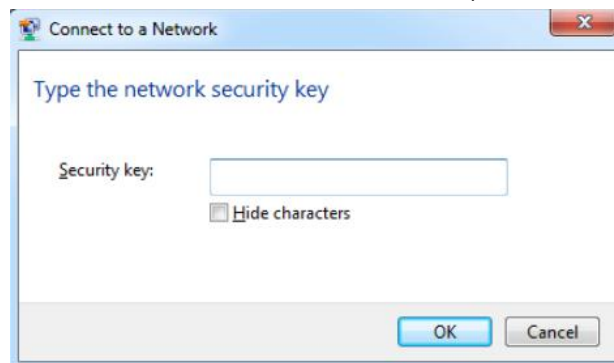 Connect to a Network
Type the network security key
Security key:
Hide characters
OK Cancel